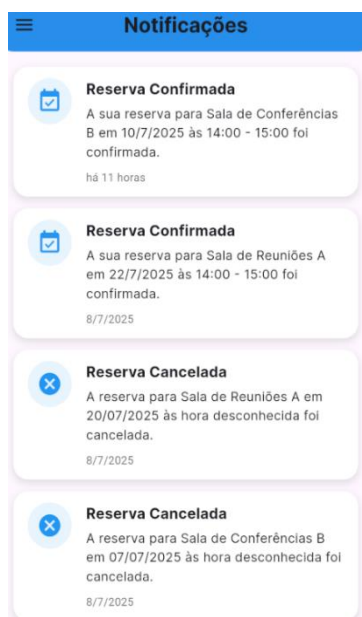 Notificações
Reserva Confirmada
A sua reserva para Sala de Conferências
B em 10/7/2025 às 14:00 - 15:00 foi
confirmada.
há 11 horas
Reserva Confirmada
A sua reserva para Sala de Reuniões A
em 22/7/2025 às 14:00 - 15:00 foi
confirmada.
8/7/2025
Reserva Cancelada
A reserva para Sala de Reuniões A em
20/07/2025 às hora desconhecida foi
cancelada.
8/7/2025
Reserva Cancelada
A reserva para Sala de Conferências B
em 07/07/2025 às hora desconhecida foi
cancelada.
8/7/2025